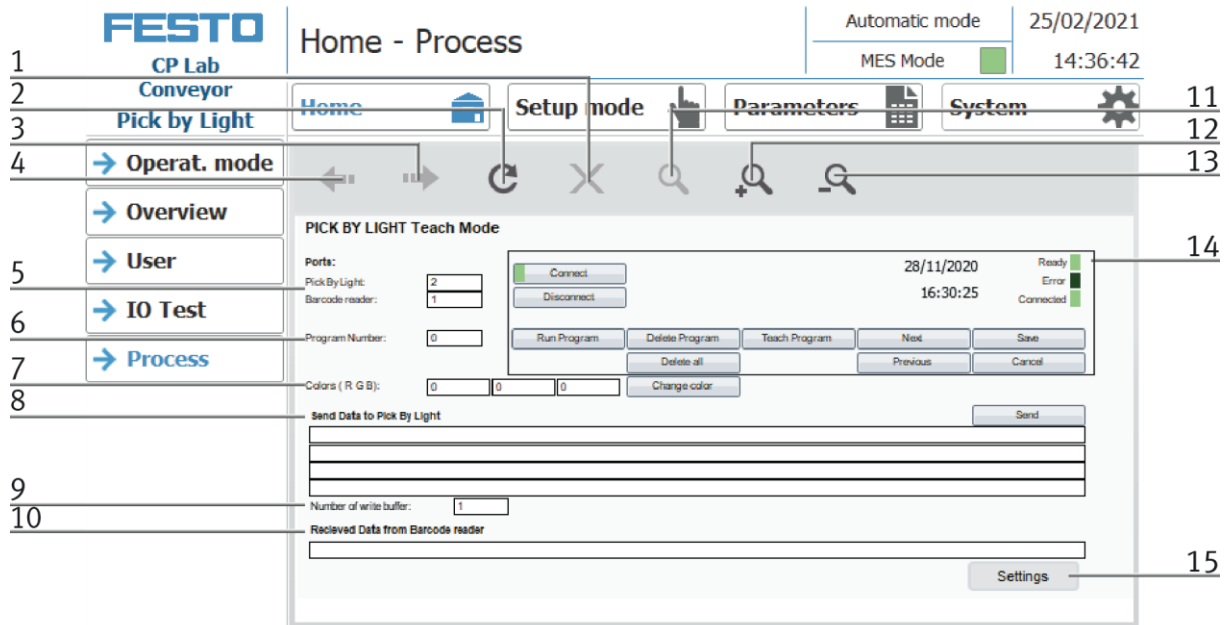 FESTO
CP Lab
Conveyor
Pick by Light
Home - Process
Automatic mode
MES Mode
25/02/2021
14:36:42
Home
Setup mode
Parameters
System
Operat. mode
Overview
User
IO Test
Process
PICK BY LIGHT Teach Mode
Ports:
Pick By Light: 2
Barcode reader: 1
Connect
Disconnect
28/11/2020
16:30:25
Ready
Error
Connected
Program Number: 0
Run Program Delete Program Teach Program Next Save
Delete all Previous Cancel
Colors ( R G B): 0 0 0 Change color
Send Data to Pick By Light
Send
Number of write buffer: 1
Recieved Data from Barcode reader
Settings
1
2
3
4
5
6
7
8
9
10
11
12
13
14
15